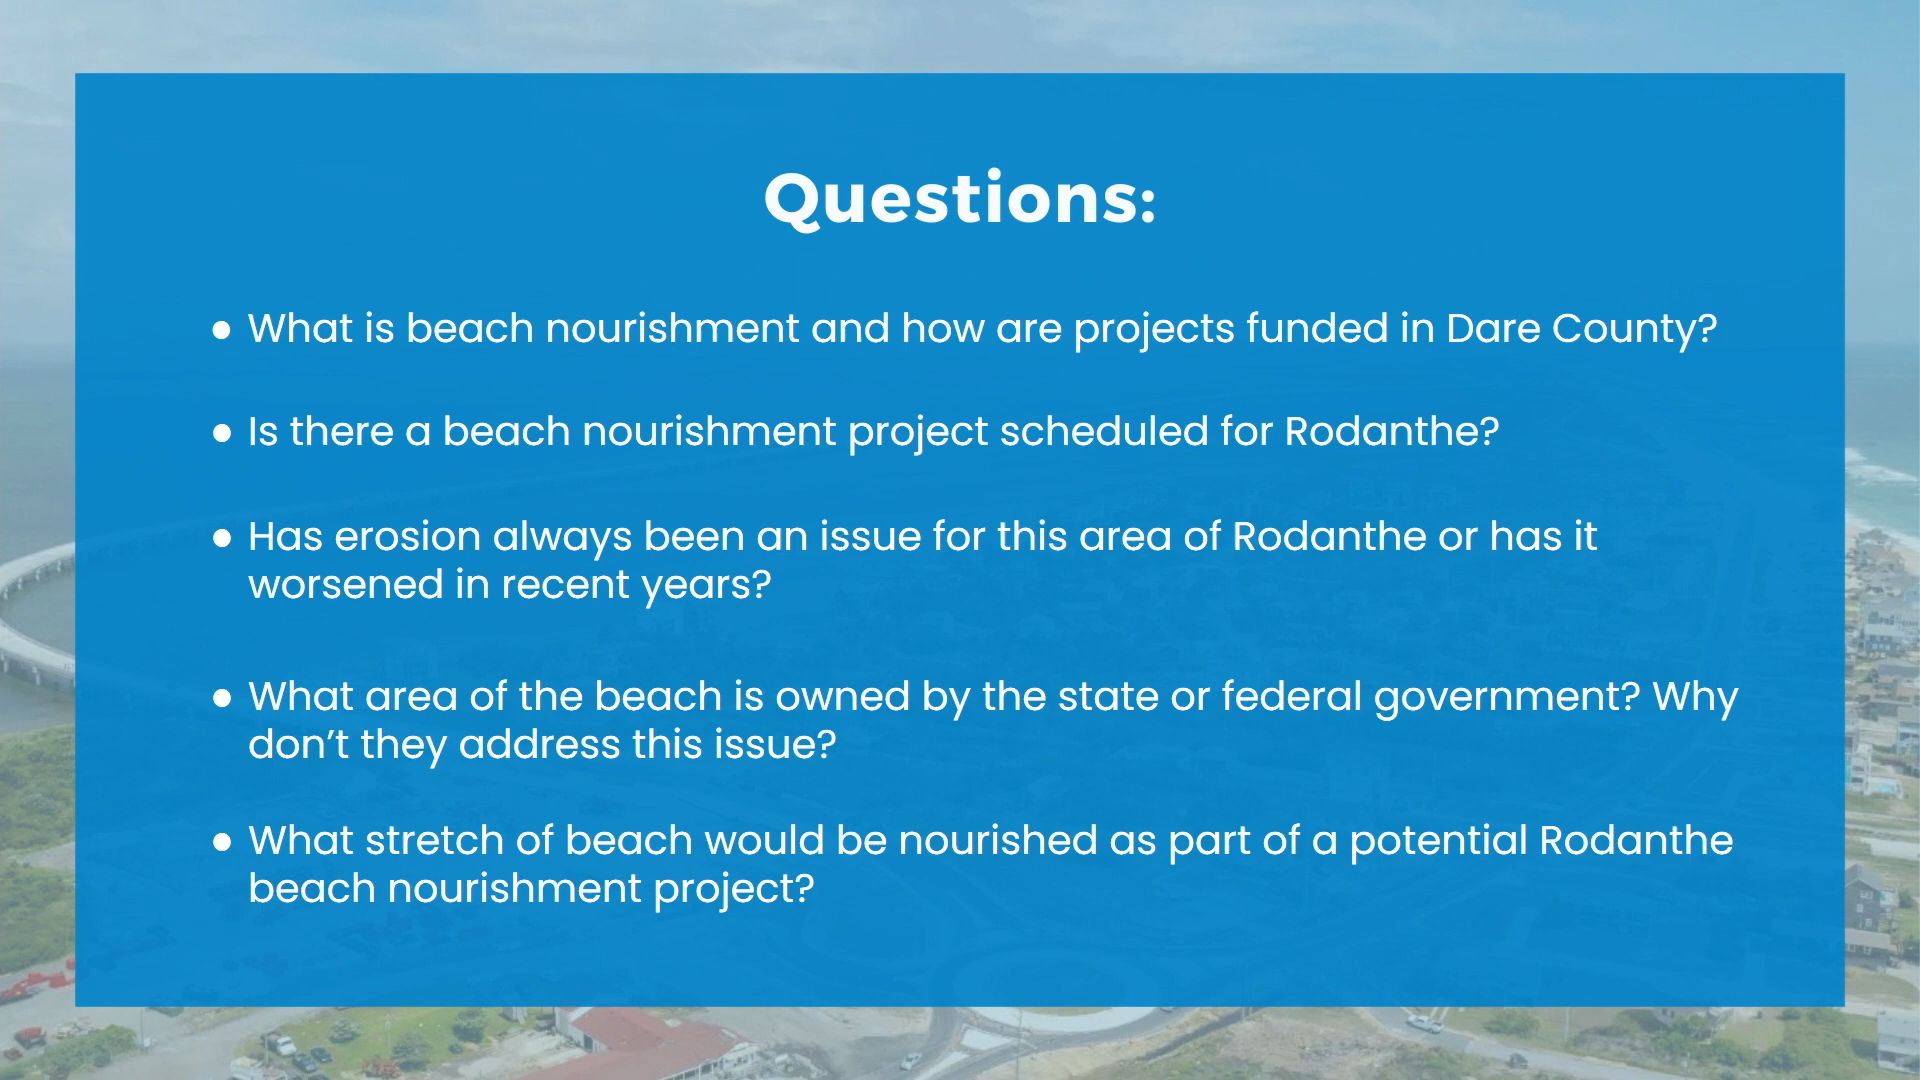 Questions:
● What is beach nourishment and how are projects funded in Dare County?
● Is there a beach nourishment project scheduled for Rodanthe?
● Has erosion always been an issue for this area of Rodanthe or has it
worsened in recent years?
● What area of the beach is owned by the state or federal government? Why
don’t they address this issue?
● What stretch of beach would be nourished as part of a potential Rodanthe
beach nourishment project?